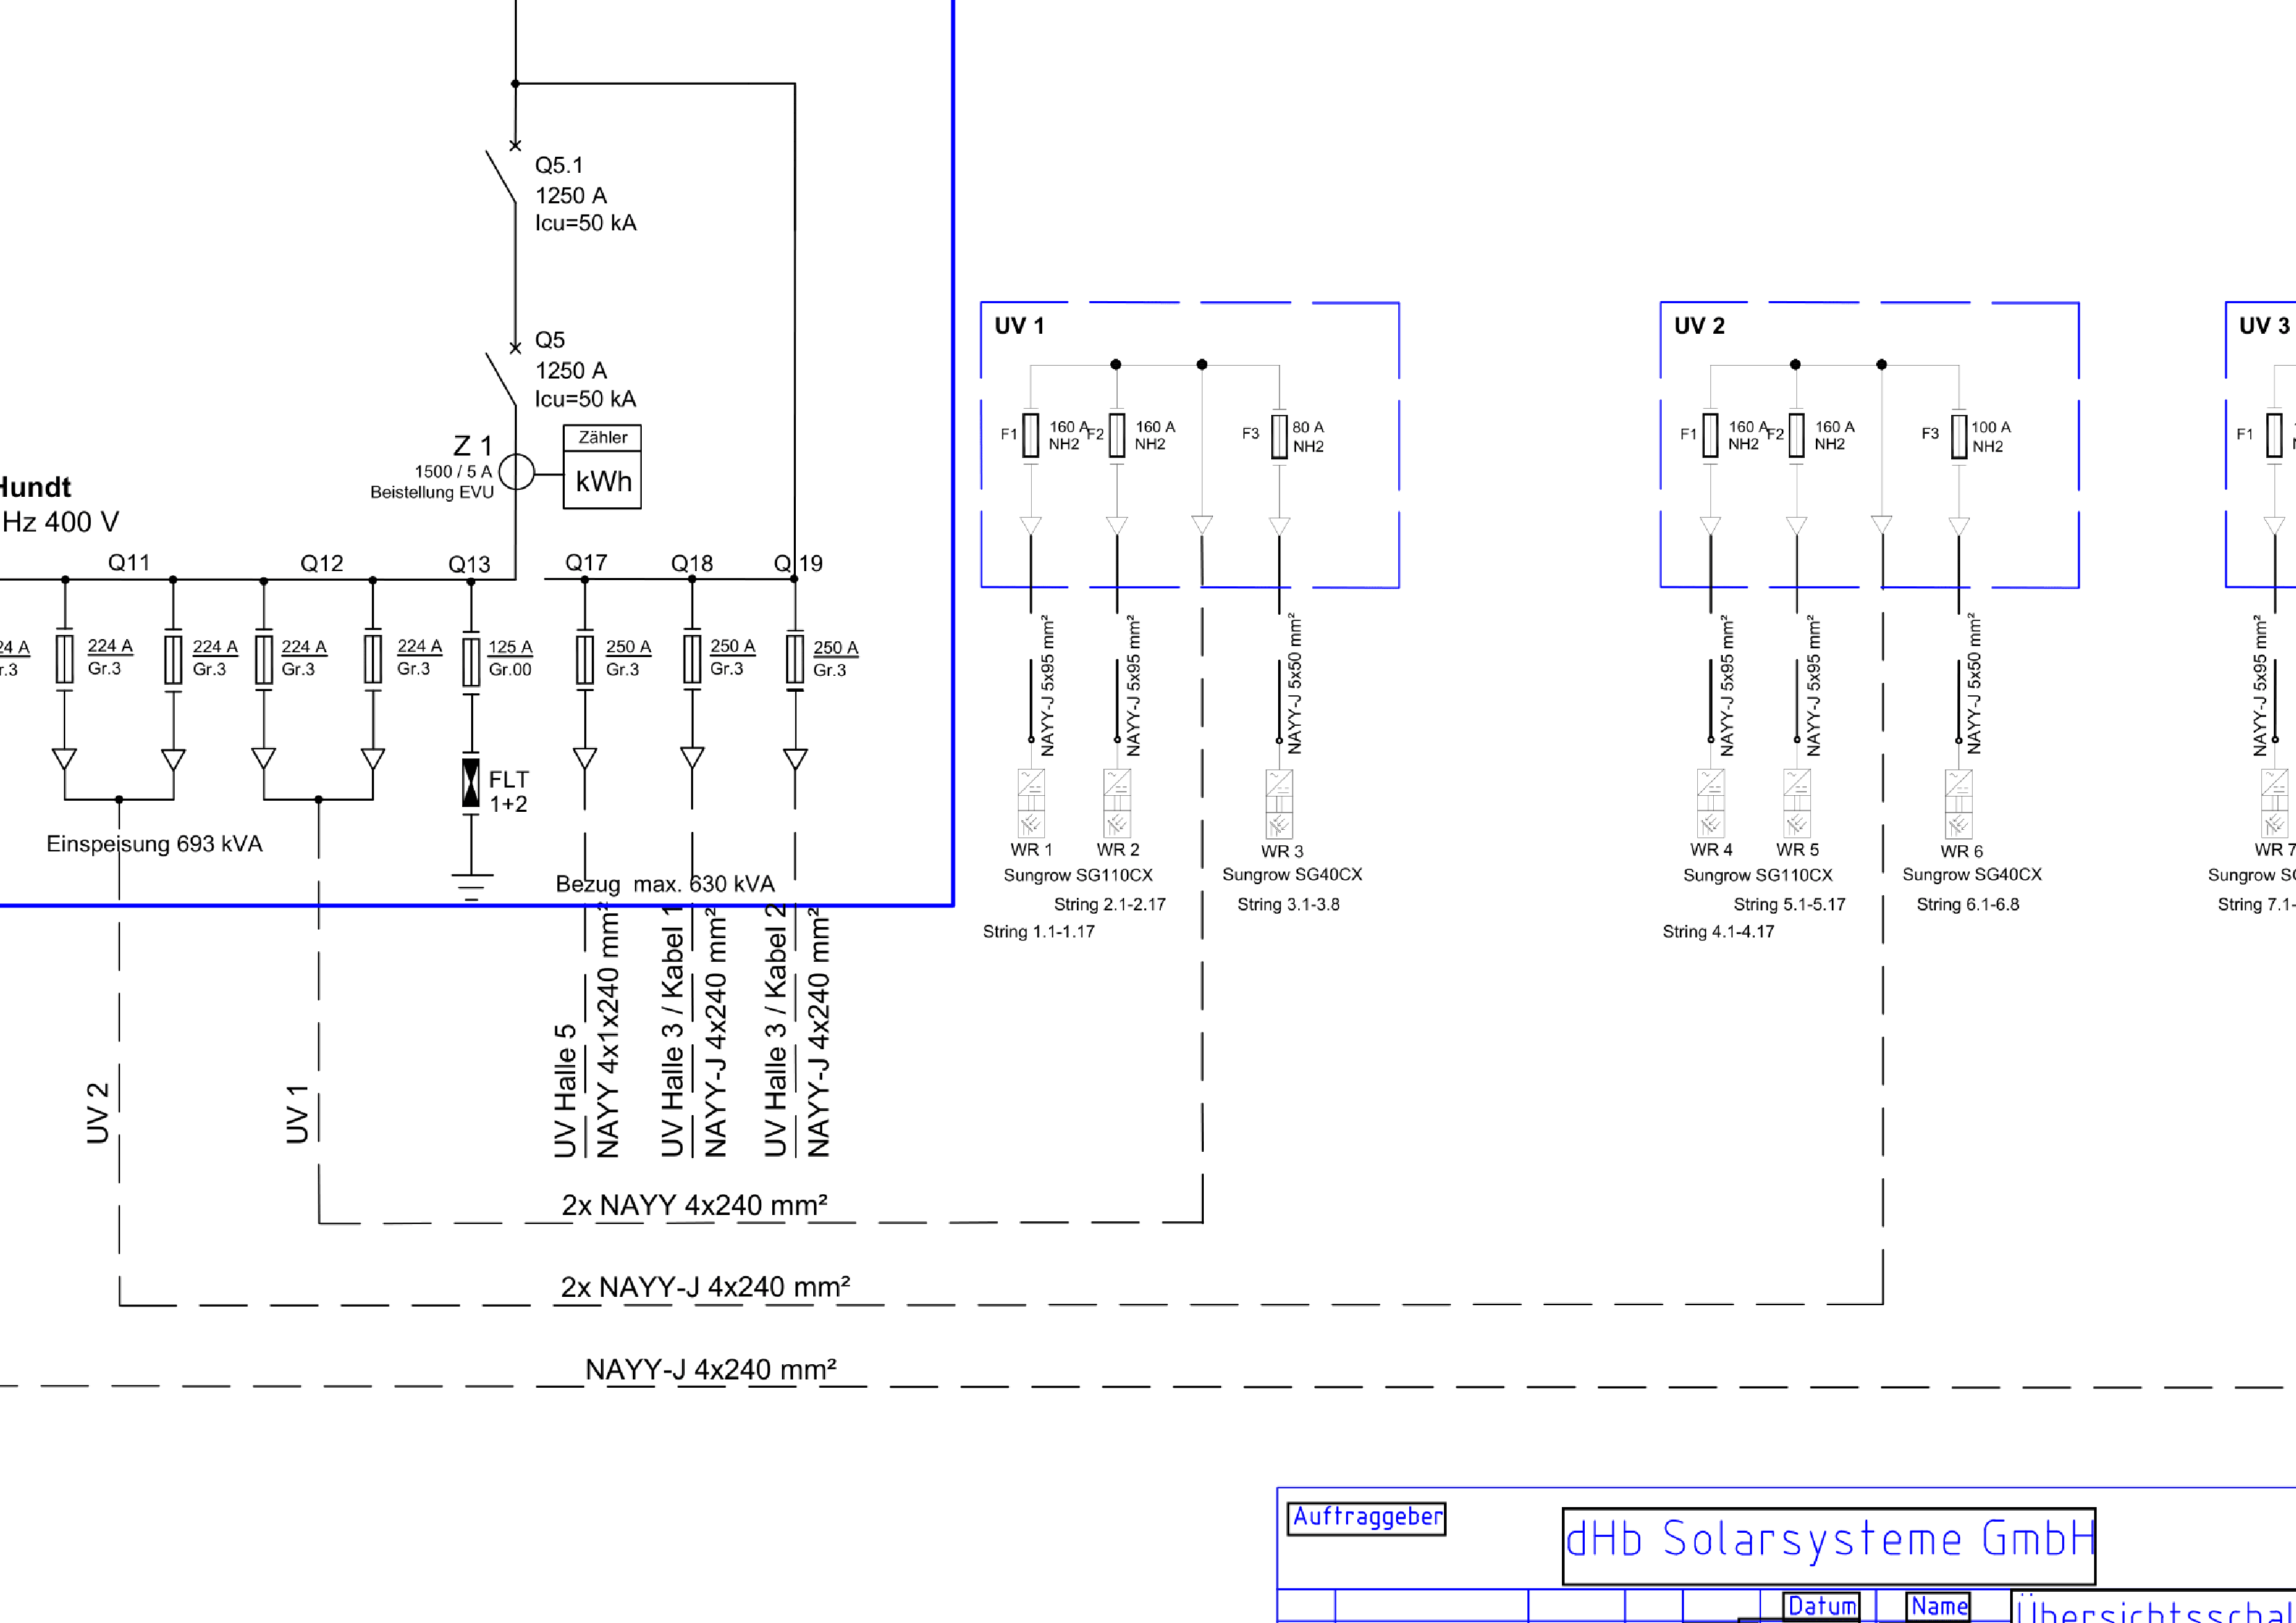 Q5.1
1250 A
Icu=50 kA
Q5
1250 A
Icu=50 kA
Z 1
1500 / 5 A
Beistellung EVU
Zähler
kWh
Hz 400 V
Q11
Q12
Q13
Q17
Q18
Q 19
224 A
Gr.3
224 A
Gr.3
224 A
Gr.3
224 A
Gr.3
125 A
Gr.00
250 A
Gr.3
250 A
Gr.3
250 A
Gr.3
FLT
1+2
Einspeisung 693 kVA
Bezug max. 630 kVA
UV 2
UV 1
UV Halle 5
NAYY 4x1x240 mm²
UV Halle 3 / Kabel 1
NAYY-J 4x240 mm²
UV Halle 3 / Kabel 2
NAYY-J 4x240 mm²
2x NAYY 4x240 mm²
2x NAYY-J 4x240 mm²
NAYY-J 4x240 mm²
UV 1
F1
160 A
NH2
F2
160 A
NH2
F3
80 A
NH2
NAYY-J 5x95 mm²
NAYY-J 5x95 mm²
NAYY-J 5x50 mm²
WR 1
WR 2
WR 3
Sungrow SG110CX
Sungrow SG40CX
String 2.1-2.17
String 3.1-3.8
String 1.1-1.17
UV 2
F1
160 A
NH2
F2
160 A
NH2
F3
100 A
NH2
NAYY-J 5x95 mm²
NAYY-J 5x95 mm²
NAYY-J 5x50 mm²
WR 4
WR 5
WR 6
Sungrow SG110CX
Sungrow SG40CX
String 5.1-5.17
String 6.1-6.8
String 4.1-4.17
UV 3
F1
NAYY-J 5x95 mm²
WR 7
Sungrow
String 7.1-
Auftraggeber
dHb Solarsysteme GmbH
Datum
Name